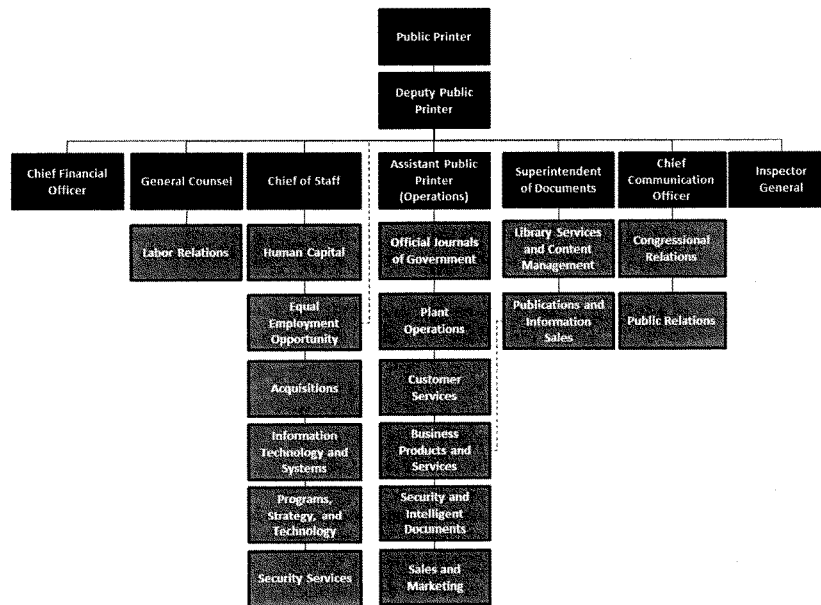 Public Printer
Deputy Public
Printer
Chief Financial
Officer
General Counsel
Chief of Staff
Assistant Public
Printer
(Operations)
Superintendent
of Documents
Chief
Communication
Officer
Inspector
General
Labor Relations
Human Capital
Official Journals
of Government
Library Services
and Content
Management
Congressional
Relations
Equal
Employment
Opportunity
Plant
Operations
Publications and
Information
Sales
Public Relations
Acquisitions
Customer
Services
Information
Technology and
Systems
Business
Products and
Services
Programs,
Strategy, and
Technology
Security and
Intelligent
Documents
Security Services
Sales and
Marketing